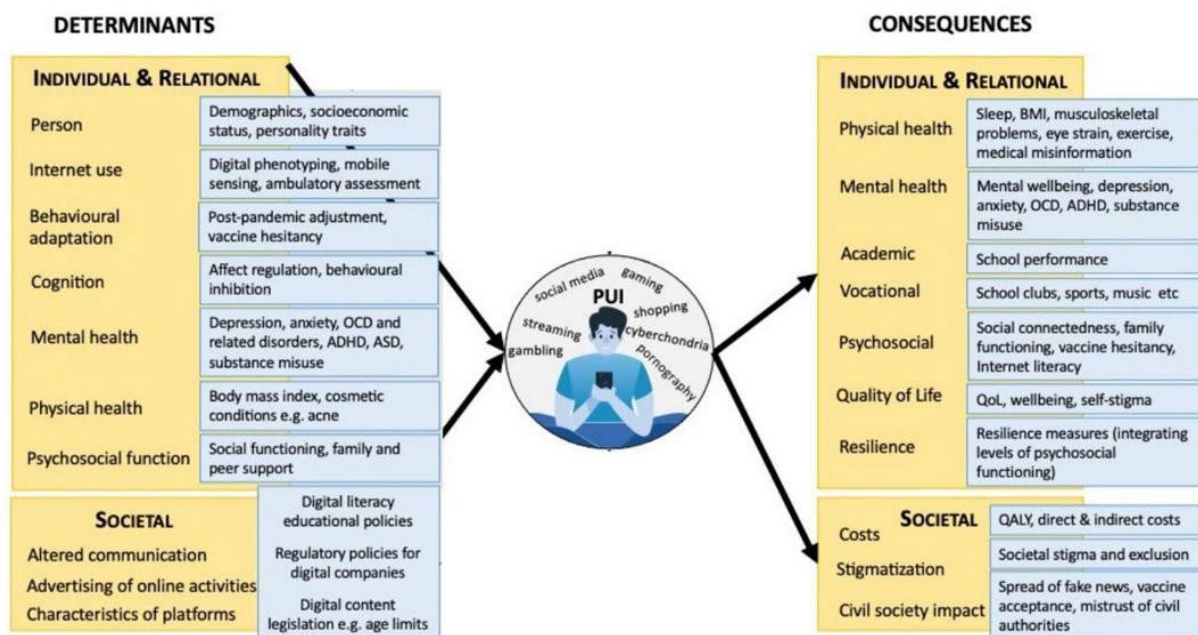 DETERMINANTS
INDIVIDUAL & RELATIONAL
Person
Demographics, socioeconomic
status, personality traits
Internet use
Digital phenotyping, mobile
sensing, ambulatory assessment
Behavioural
adaptation
Post-pandemic adjustment,
vaccine hesitancy
Cognition
Affect regulation, behavioural
inhibition
Mental health
Depression, anxiety, OCD and
related disorders, ADHD, ASD,
substance misuse
Physical health
Body mass index, cosmetic
conditions e.g. acne
Psychosocial function
Social functioning, family and
peer support
SOCIETAL
Altered communication
Advertising of online activities
Characteristics of platforms
Digital literacy
educational policies
Regulatory policies for
digital companies
Digital content
legislation e.g. age limits
social media
gaming
PUI
shopping
streaming
cyberchondria
gambling
pornography
CONSEQUENCES
INDIVIDUAL & RELATIONAL
Physical health
Sleep, BMI, musculoskeletal
problems, eye strain, exercise,
medical misinformation
Mental health
Mental wellbeing, depression,
anxiety, OCD, ADHD, substance
misuse
Academic
School performance
Vocational
School clubs, sports, music etc
Psychosocial
Social connectedness, family
functioning, vaccine hesitancy,
Internet literacy
Quality of Life
QoL, wellbeing, self-stigma
Resilience
Resilience measures (integrating
levels of psychosocial
functioning)
SOCIETAL
Costs
QALY, direct & indirect costs
Stigmatization
Societal stigma and exclusion
Civil society impact
Spread of fake news, vaccine
acceptance, mistrust of civil
authorities